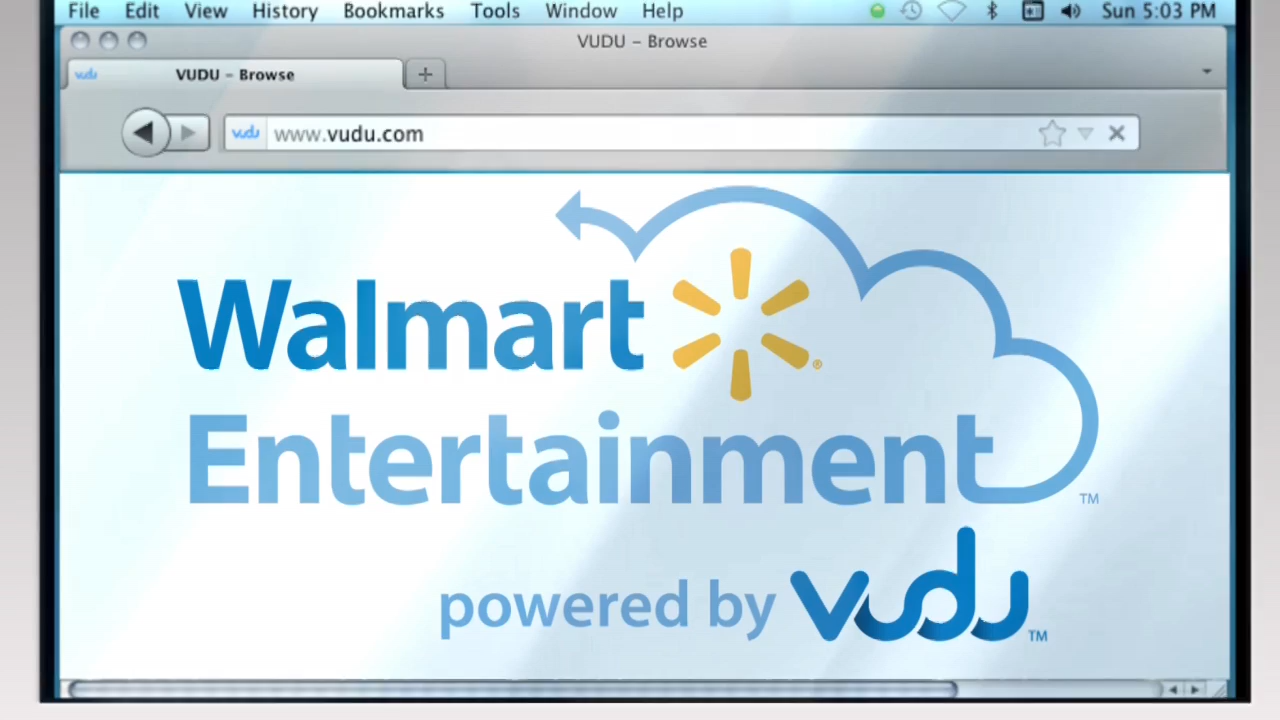 File Edit View History Bookmarks Tools Window Help Sun 5:03 PM
VUDU – Browse
vudu VUDU – Browse
vudu www.vudu.com
Walmart ®
Entertainment ™
powered by vudu ™